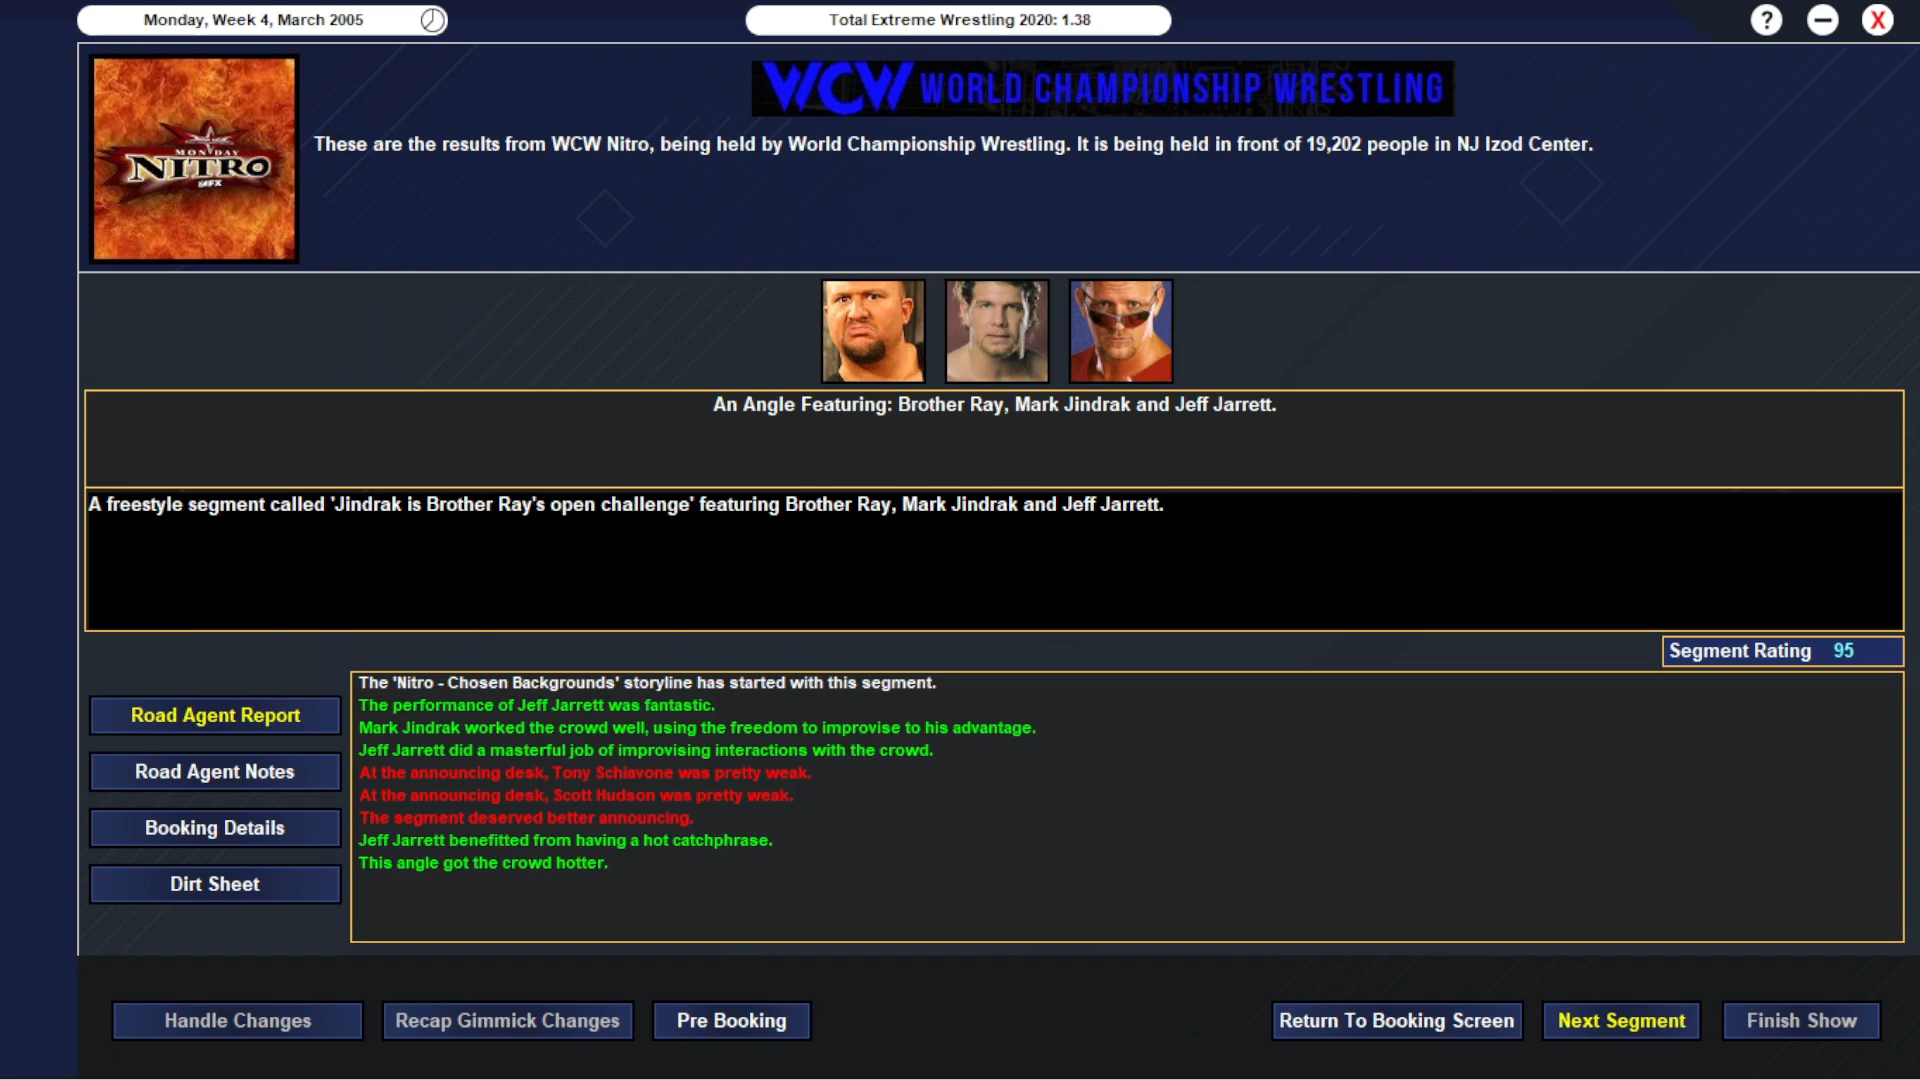 Monday, Week 4, March 2005
Total Extreme Wrestling 2020: 1.38
?
X
WCW WORLD CHAMPIONSHIP WRESTLING
MONDAY
NITRO
These are the results from WCW Nitro, being held by World Championship Wrestling. It is being held in front of 19,202 people in NJ Izod Center.
An Angle Featuring: Brother Ray, Mark Jindrak and Jeff Jarrett.
A freestyle segment called 'Jindrak is Brother Ray's open challenge' featuring Brother Ray, Mark Jindrak and Jeff Jarrett.
Segment Rating 95
The 'Nitro - Chosen Backgrounds' storyline has started with this segment.
The performance of Jeff Jarrett was fantastic.
Mark Jindrak worked the crowd well, using the freedom to improvise to his advantage.
Jeff Jarrett did a masterful job of improvising interactions with the crowd.
At the announcing desk, Tony Schiavone was pretty weak.
At the announcing desk, Scott Hudson was pretty weak.
The segment deserved better announcing.
Jeff Jarrett benefitted from having a hot catchphrase.
This angle got the crowd hotter.
Road Agent Report
Road Agent Notes
Booking Details
Dirt Sheet
Handle Changes
Recap Gimmick Changes
Pre Booking
Return To Booking Screen
Next Segment
Finish Show